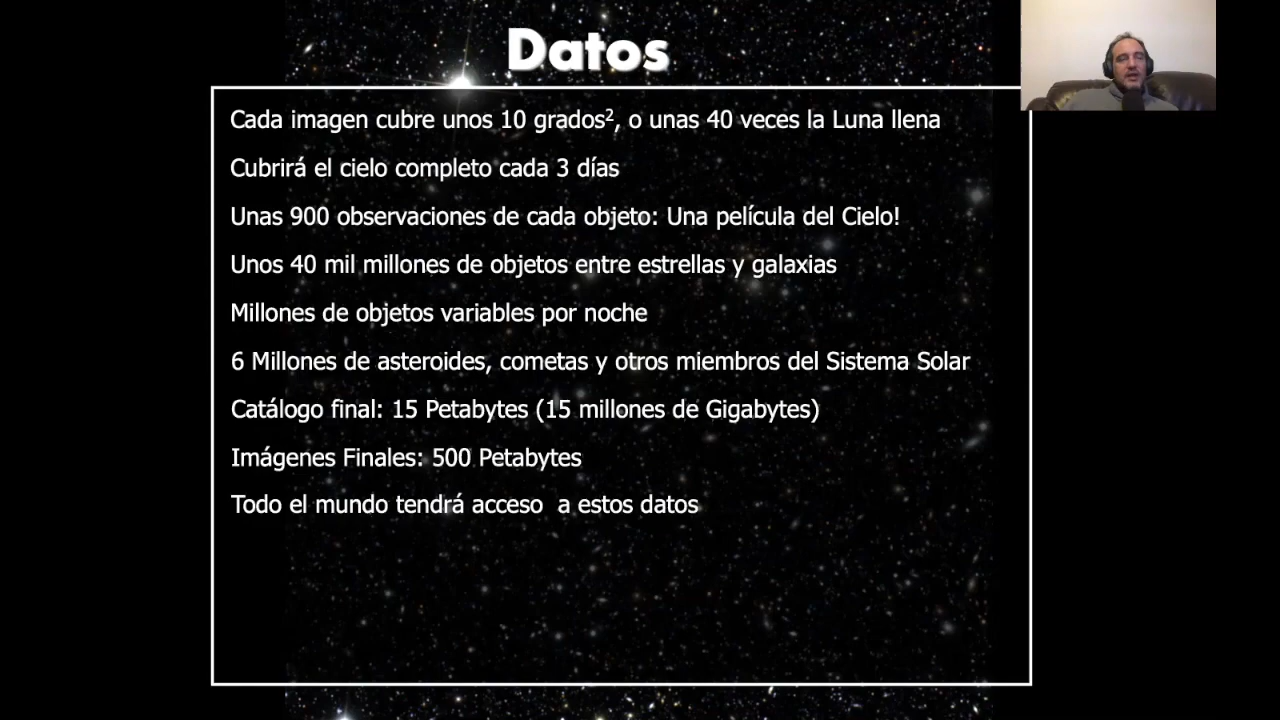 Datos
Cada imagen cubre unos 10 grados², o unas 40 veces la Luna llena
Cubrirá el cielo completo cada 3 días
Unas 900 observaciones de cada objeto: Una película del Cielo!
Unos 40 mil millones de objetos entre estrellas y galaxias
Millones de objetos variables por noche
6 Millones de asteroides, cometas y otros miembros del Sistema Solar
Catálogo final: 15 Petabytes (15 millones de Gigabytes)
Imágenes Finales: 500 Petabytes
Todo el mundo tendrá acceso  a estos datos